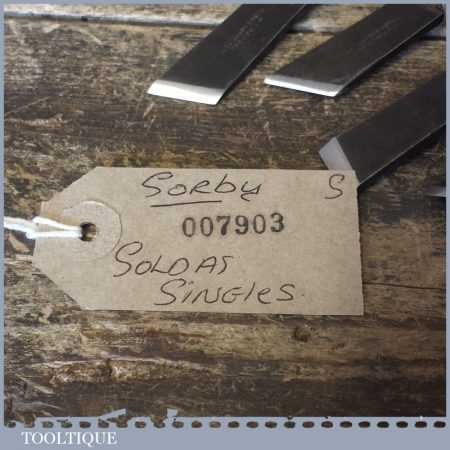 Sorby S
007903
SOLD AS
SINGLES.
TOOLTIQUE